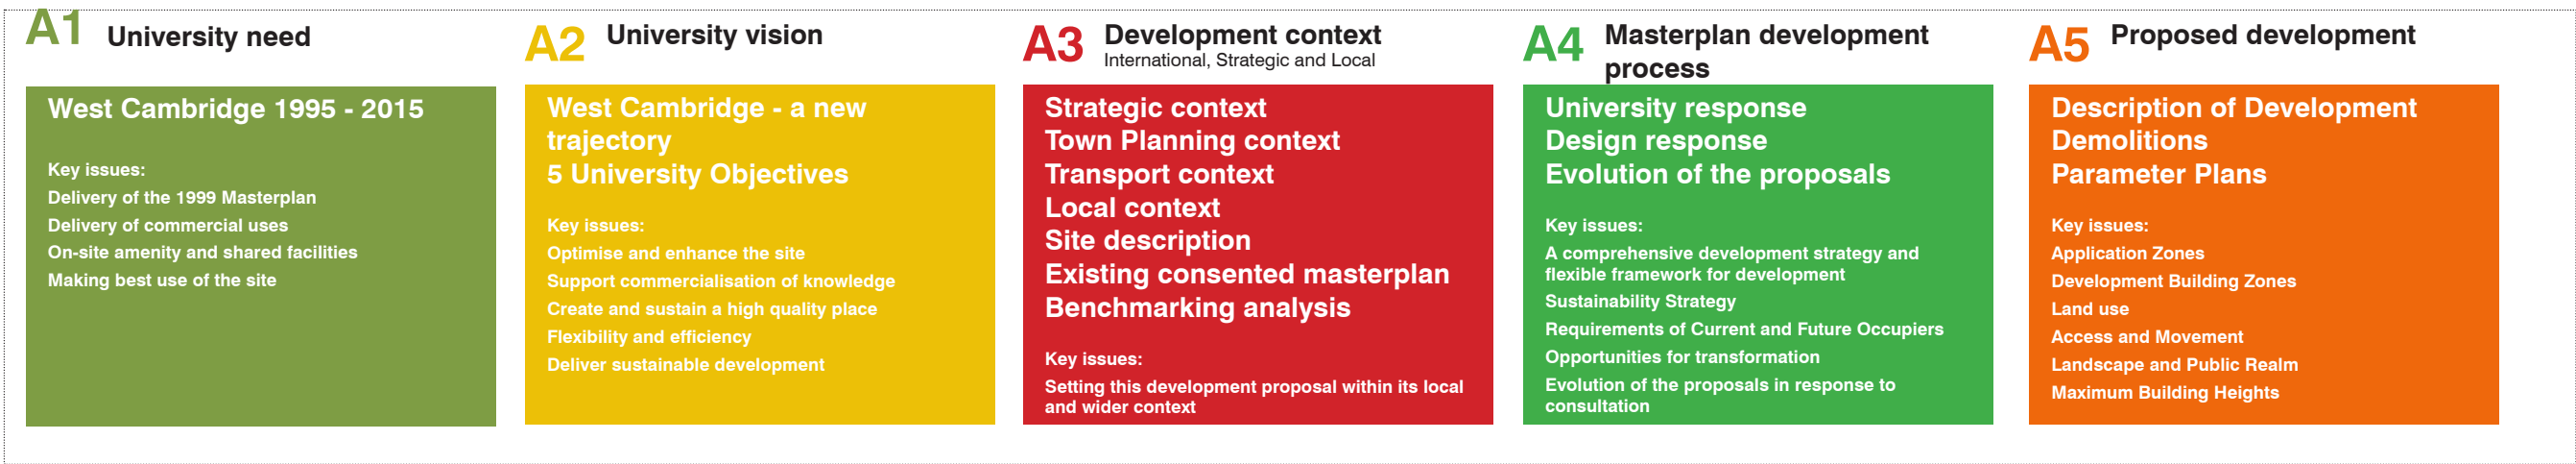 A1 University need
West Cambridge 1995 - 2015
Key issues:
Delivery of the 1999 Masterplan
Delivery of commercial uses
On-site amenity and shared facilities
Making best use of the site
A2 University vision
West Cambridge - a new
trajectory
5 University Objectives
Key issues:
Optimise and enhance the site
Support commercialisation of knowledge
Create and sustain a high quality place
Flexibility and efficiency
Deliver sustainable development
A3 Development context
International, Strategic and Local
Strategic context
Town Planning context
Transport context
Local context
Site description
Existing consented masterplan
Benchmarking analysis
Key issues:
Setting this development proposal within its local
and wider context
A4 Masterplan development
process
University response
Design response
Evolution of the proposals
Key issues:
A comprehensive development strategy and
flexible framework for development
Sustainability Strategy
Requirements of Current and Future Occupiers
Opportunities for transformation
Evolution of the proposals in response to
consultation
A5 Proposed development
Description of Development
Demolitions
Parameter Plans
Key issues:
Application Zones
Development Building Zones
Land use
Access and Movement
Landscape and Public Realm
Maximum Building Heights